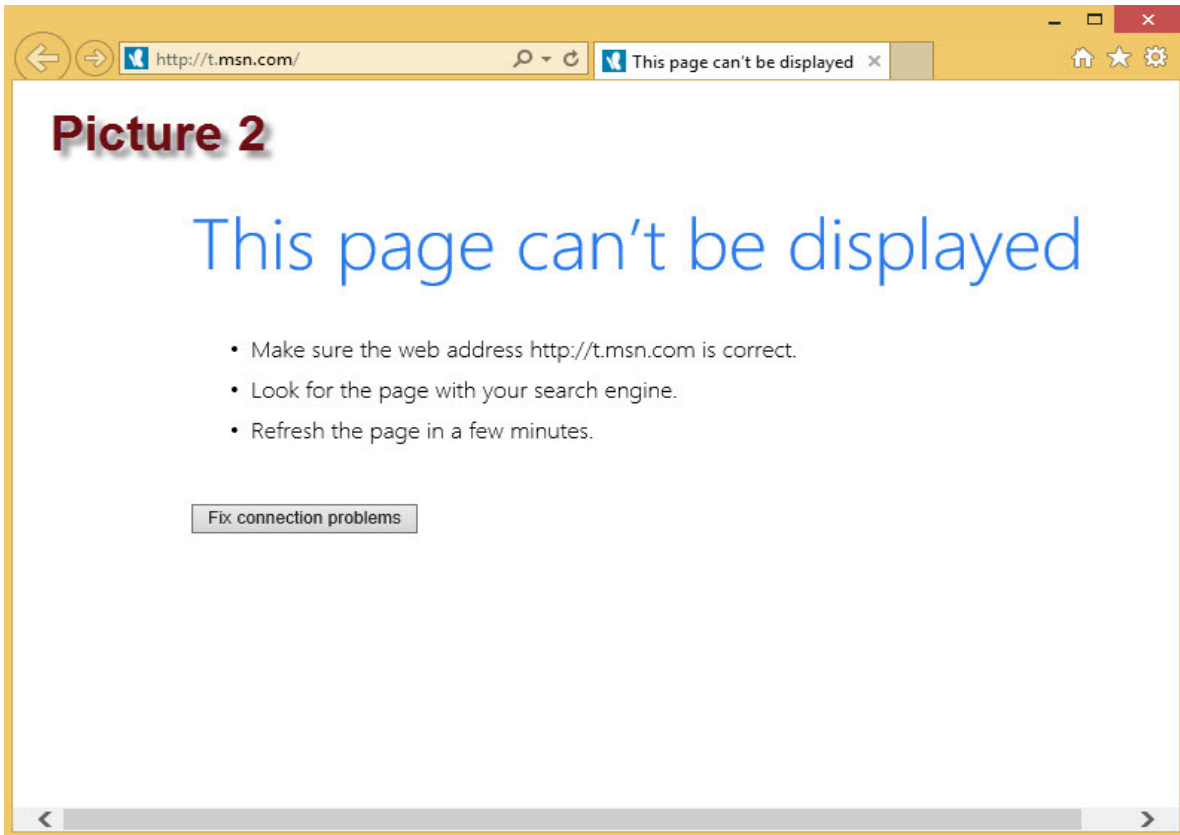 http://t.msn.com/
This page can't be displayed
Picture 2
This page can't be displayed
• Make sure the web address http://t.msn.com is correct.
• Look for the page with your search engine.
• Refresh the page in a few minutes.
Fix connection problems